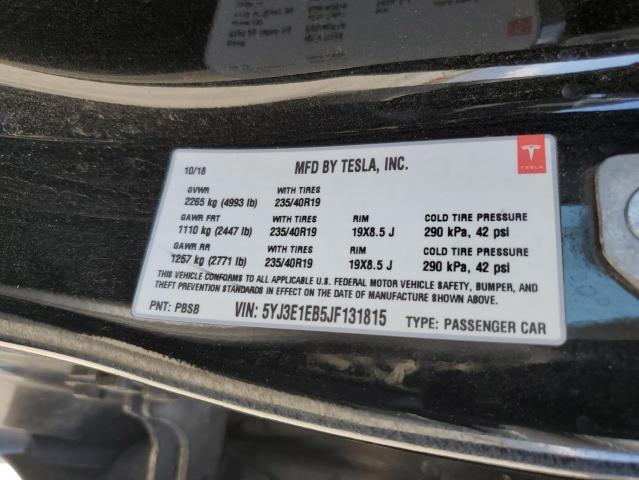 10/18 MFD BY TESLA, INC.
GVWR WITH TIRES
2265 kg (4993 lb) 235/40R19
GAWR FRT WITH TIRES RIM COLD TIRE PRESSURE
1110 kg (2447 lb) 235/40R19 19X8.5 J 290 kPa, 42 psi
GAWR RR WITH TIRES RIM COLD TIRE PRESSURE
1257 kg (2771 lb) 235/40R19 19X8.5 J 290 kPa, 42 psi
THIS VEHICLE CONFORMS TO ALL APPLICABLE U.S. FEDERAL MOTOR VEHICLE SAFETY, BUMPER, AND
THEFT PREVENTION STANDARDS IN EFFECT ON THE DATE OF MANUFACTURE SHOWN ABOVE.
PNT: PBSB VIN: 5YJ3E1EB5JF131815 TYPE: PASSENGER CAR